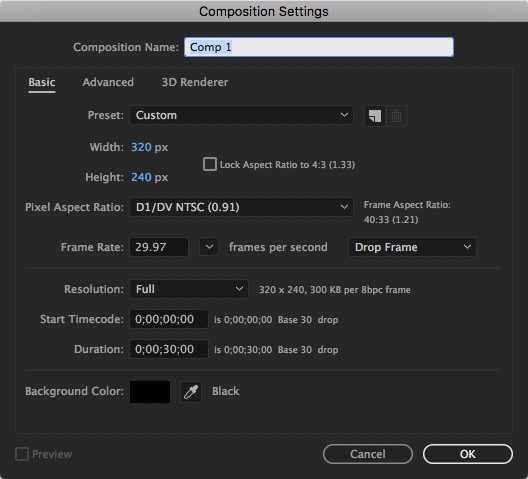 Composition Settings
Composition Name: Comp 1
Basic Advanced 3D Renderer
Preset: Custom
Width: 320 px
Lock Aspect Ratio to 4:3 (1.33)
Height: 240 px
Pixel Aspect Ratio: D1/DV NTSC (0.91) Frame Aspect Ratio:
40:33 (1.21)
Frame Rate: 29.97 frames per second Drop Frame
Resolution: Full 320 x 240, 300 KB per 8bpc frame
Start Timecode: 0;00;00;00 is 0;00;00;00 Base 30 drop
Duration: 0;00;30;00 is 0;00;30;00 Base 30 drop
Background Color: Black
Preview Cancel OK